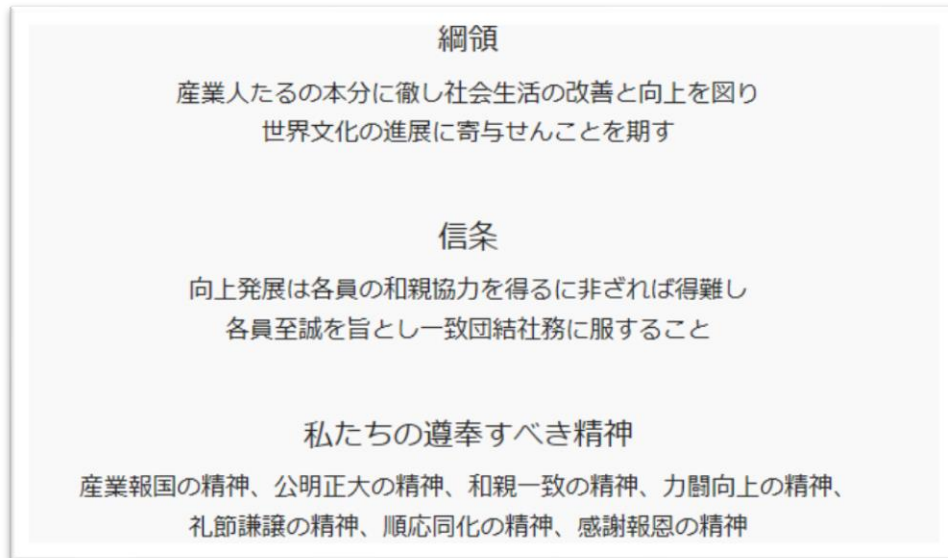 綱領
産業人たるの本分に徹し社会生活の改善と向上を図り
世界文化の進展に寄与せんことを期す
信条
向上発展は各員の和親協力を得るに非ざれば得難し
各員至誠を旨とし一致団結社務に服すること
私たちの遵奉すべき精神
産業報国の精神、公明正大の精神、和親一致の精神、力闘向上の精神、
礼節謙譲の精神、順応同化の精神、感謝報恩の精神